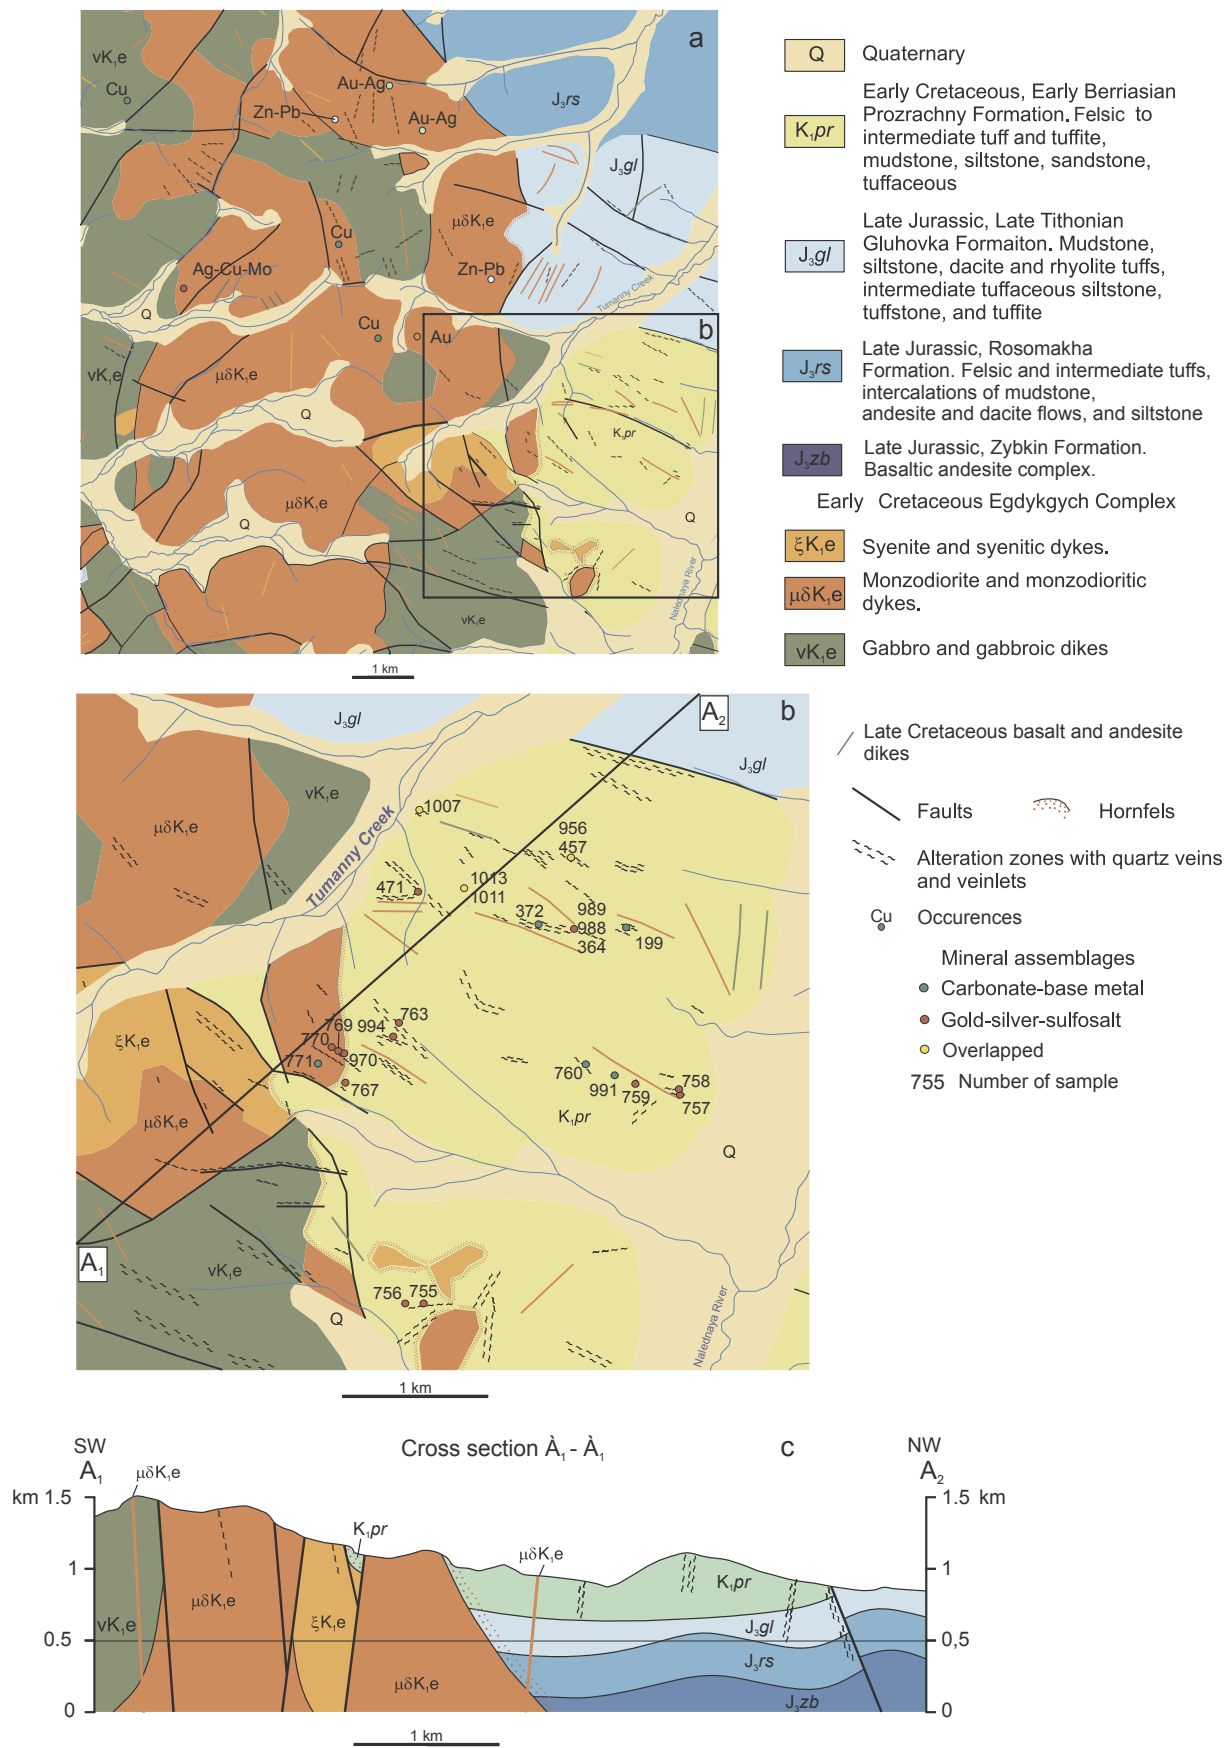 a
νK₁e
Cu
Au-Ag
Zn-Pb
Au-Ag
J₃rs
J₃gl
μδK₁e
Cu
Ag-Cu-Mo
Zn-Pb
Tumanny Creek
Q
Cu
Au
b
νK₁e
μδK₁e
Q
K₁pr
μδK₁e
Q
Q
Nalednaya River
νK₁e
1 km
Q Quaternary
K₁pr Early Cretaceous, Early Berriasian
Prozrachny Formation. Felsic to
intermediate tuff and tuffite,
mudstone, siltstone, sandstone,
tuffaceous
J₃gl Late Jurassic, Late Tithonian
Gluhovka Formaiton. Mudstone,
siltstone, dacite and rhyolite tuffs,
intermediate tuffaceous siltstone,
tuffstone, and tuffite
J₃rs Late Jurassic, Rosomakha
Formation. Felsic and intermediate tuffs,
intercalations of mudstone,
andesite and dacite flows, and siltstone
J₃zb Late Jurassic, Zybkin Formation.
Basaltic andesite complex.
Early Cretaceous Egdykgych Complex
ξK₁e Syenite and syenitic dykes.
μδK₁e Monzodiorite and monzodioritic
dykes.
νK₁e Gabbro and gabbroic dikes
Late Cretaceous basalt and andesite
dikes
Faults Hornfels
Alteration zones with quartz veins
and veinlets
Cu Occurences
Mineral assemblages
Carbonate-base metal
Gold-silver-sulfosalt
Overlapped
755 Number of sample
A₂
b
J₃gl
J₃gl
νK₁e
μδK₁e
Tumanny Creek
1007
956
457
471
1013
1011
372
989
988
364
199
763
769 994
770
771
970
767
ξK₁e
μδK₁e
760
991
759
758
757
K₁pr
Q
A₁
νK₁e
756 755
Q
Nalednaya River
1 km
SW
Cross section À₁ - À₁
c
NW
A₁
A₂
μδK₁e
km 1.5
1.5 km
K₁pr
μδK₁e
1
K₁pr
1
μδK₁e
νK₁e
ξK₁e
J₃gl
0.5
0.5
J₃rs
μδK₁e
J₃zb
0
0
1 km